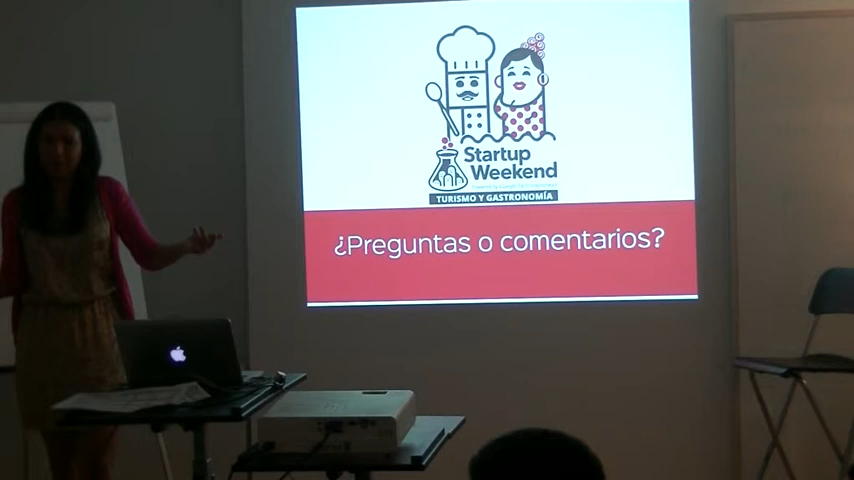 Startup
Weekend
TURISMO Y GASTRONOMÍA
¿Preguntas o comentarios?